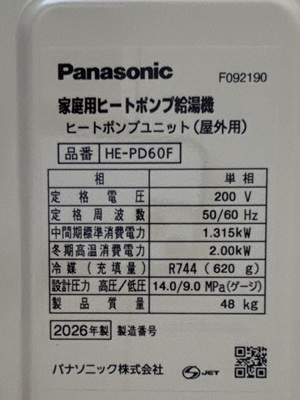 Panasonic F092190
家庭用ヒートポンプ給湯機
ヒートポンプユニット(屋外用)
品番 HE-PD60F
相 単相
定格電圧 200 V
定格周波数 50/60 Hz
中間期標準消費電力 1.315kW
冬期高温消費電力 2.00kW
冷媒(充填量) R744 (620 g)
設計圧力 高圧/低圧 14.0/9.0 MPa(ゲージ)
製品質量 48 kg
2026年製 製造番号
パナソニック株式会社 S JET